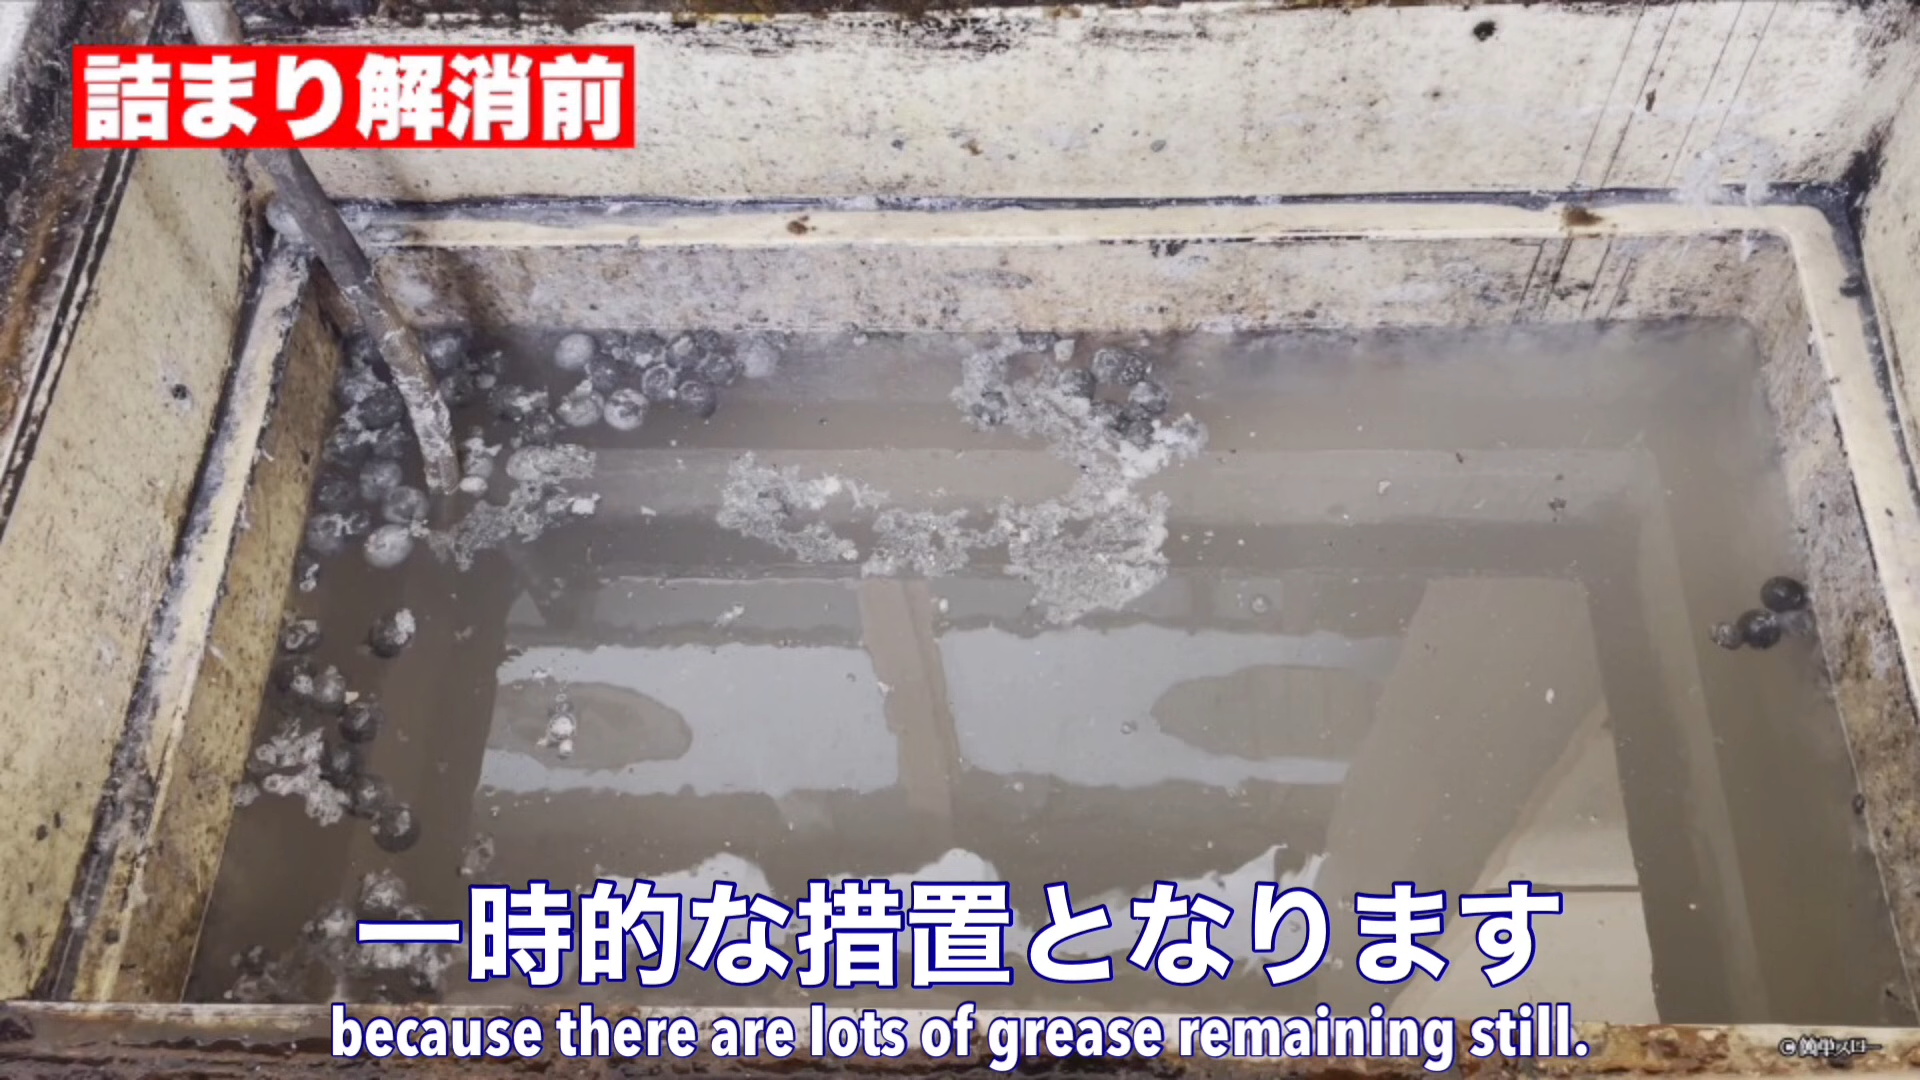 詰まり解消前
一時的な措置となります
because there are lots of grease remaining still.